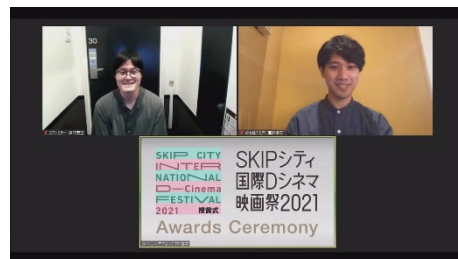 30
SKIP CITY
INTER
NATIONAL
D-Cinema
FESTIVAL
2021 授賞式
SKIPシティ
国際Dシネマ
映画祭2021
Awards Ceremony